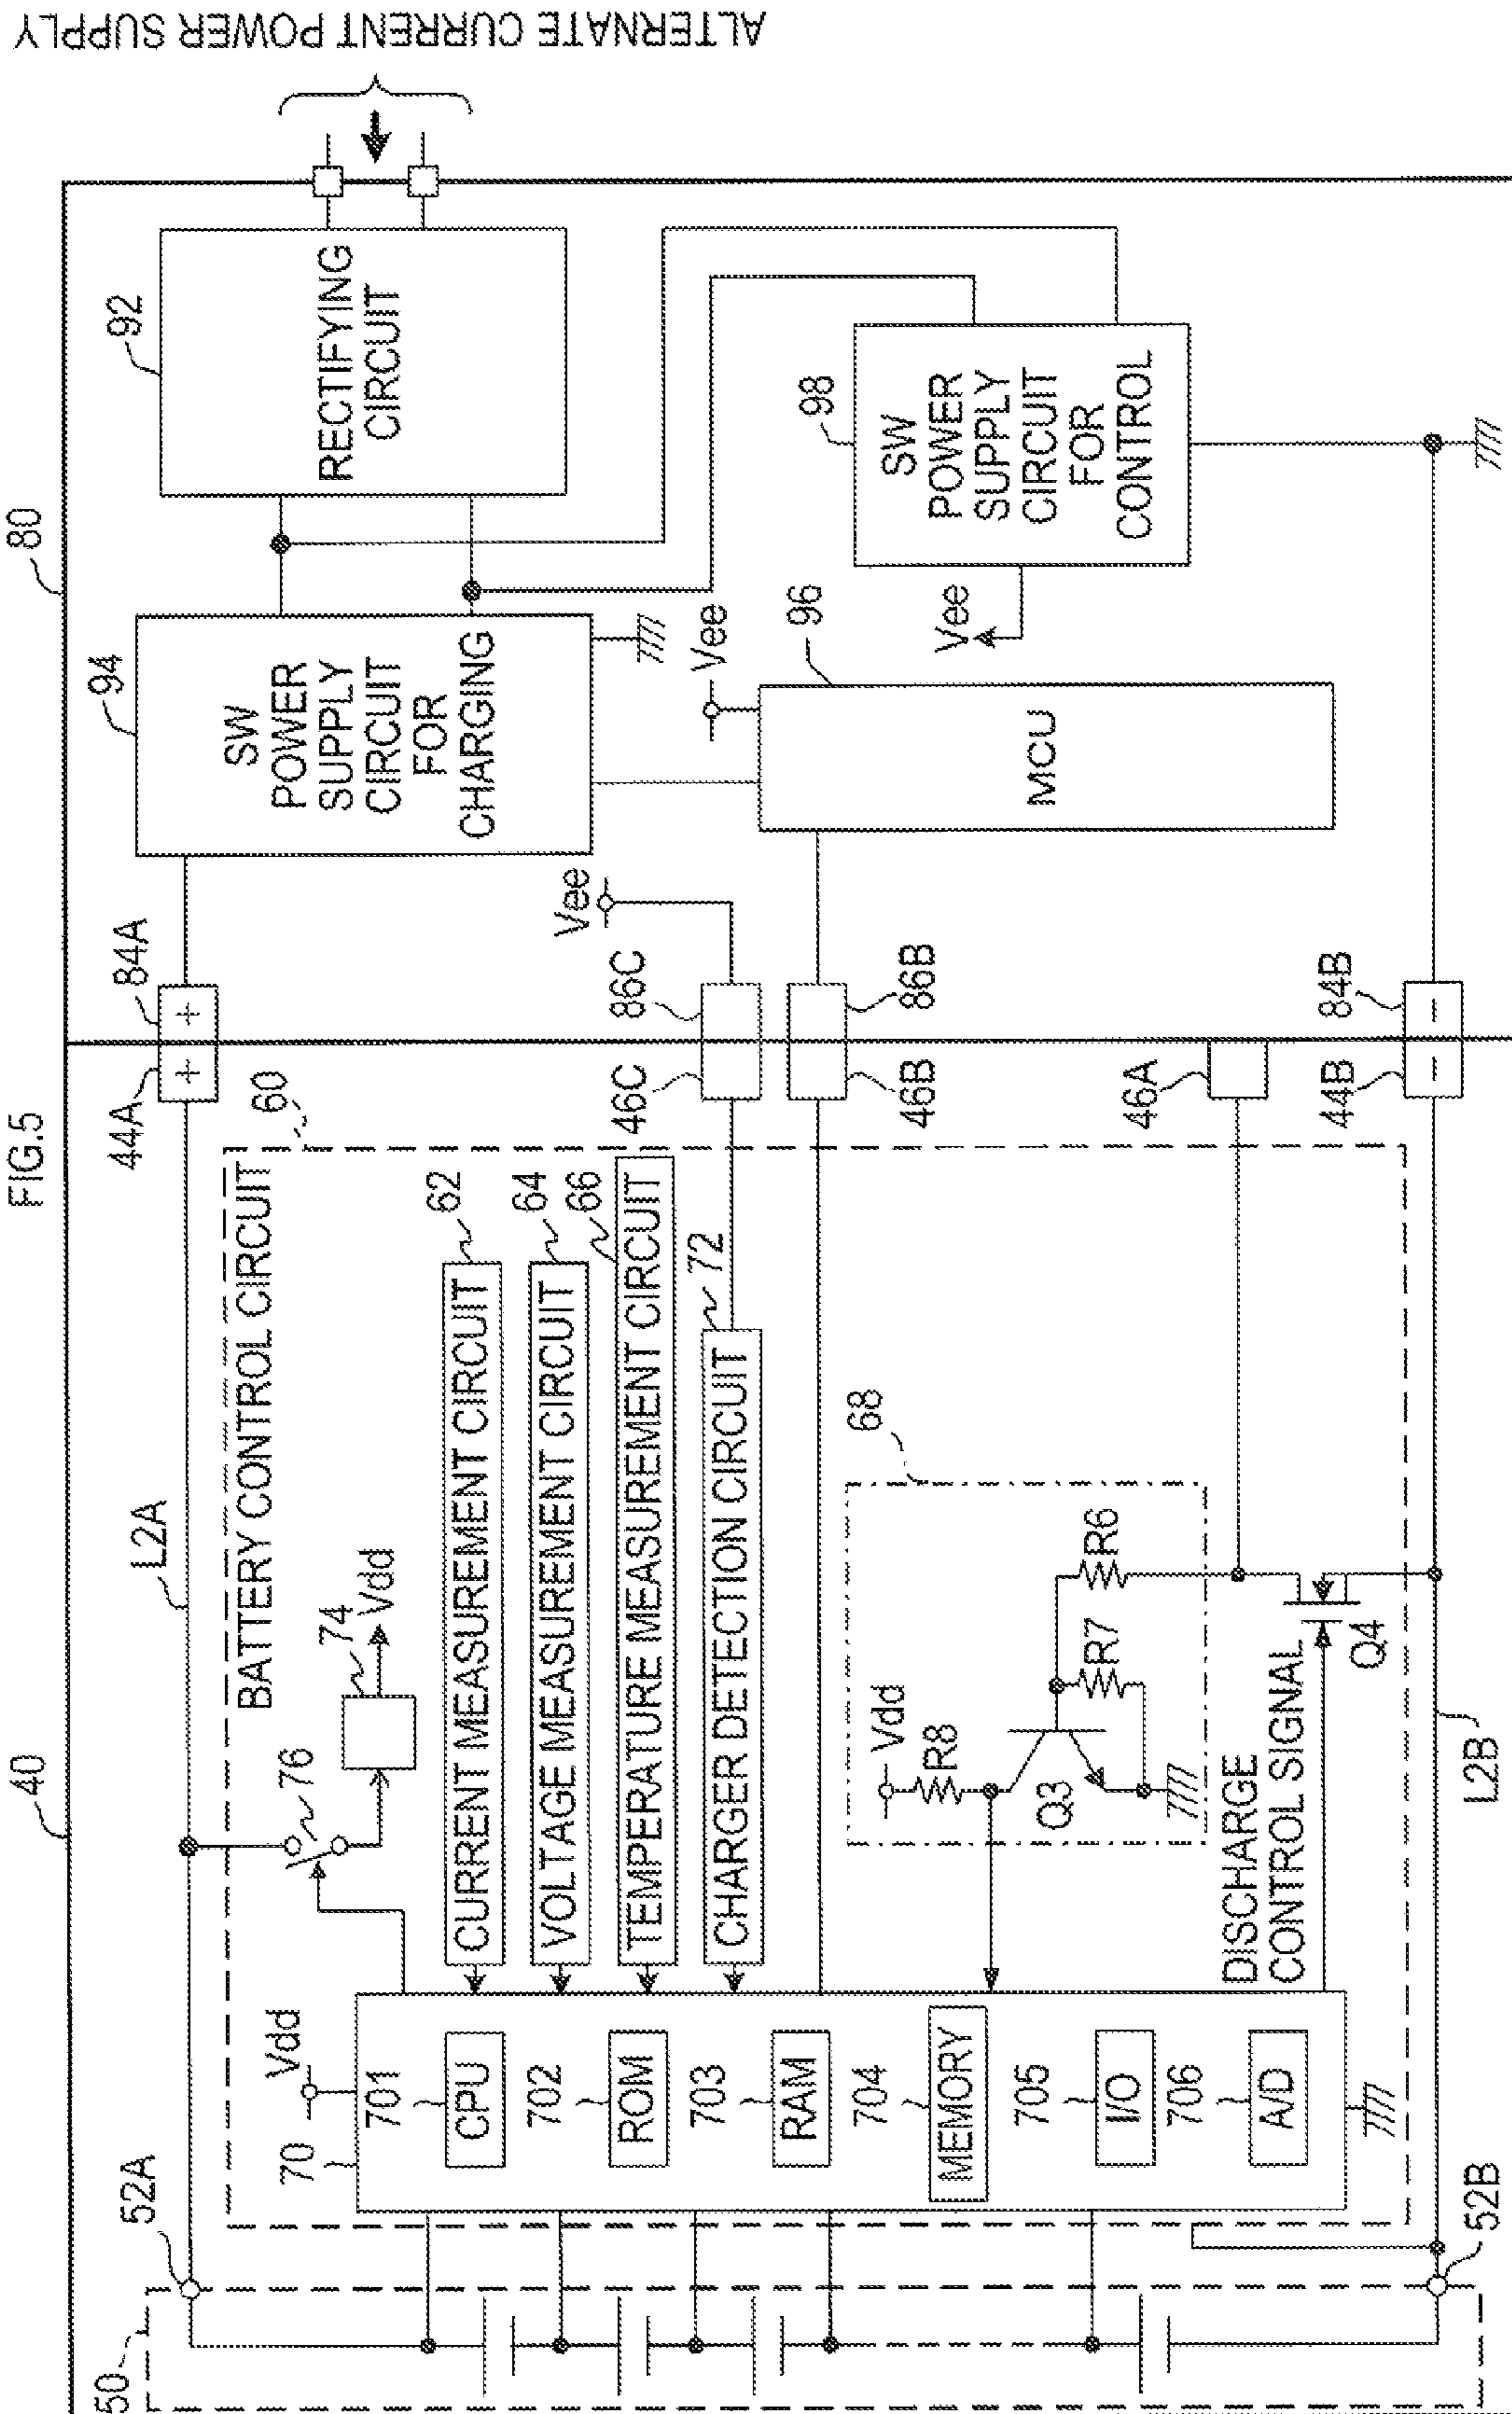 FIG.5
40
80
ALTERNATE CURRENT POWER SUPPLY
50
52A
L2A
44A
84A
+
+
94
SW
POWER
SUPPLY
CIRCUIT
FOR
CHARGING
92
RECTIFYING
CIRCUIT
60
BATTERY CONTROL CIRCUIT
76
74
Vdd
Vdd
70
701
CPU
702
ROM
703
RAM
704
MEMORY
705
I/O
706
A/D
62
CURRENT MEASUREMENT CIRCUIT
64
VOLTAGE MEASUREMENT CIRCUIT
66
TEMPERATURE MEASUREMENT CIRCUIT
72
CHARGER DETECTION CIRCUIT
46C
86C
Vee
46B
86B
Vee
96
MCU
Vee
98
SW
POWER
SUPPLY
CIRCUIT
FOR
CONTROL
68
Vdd
R8
R7
R6
Q3
46A
DISCHARGE
CONTROL SIGNAL
Q4
44B
84B
−
−
52B
L2B